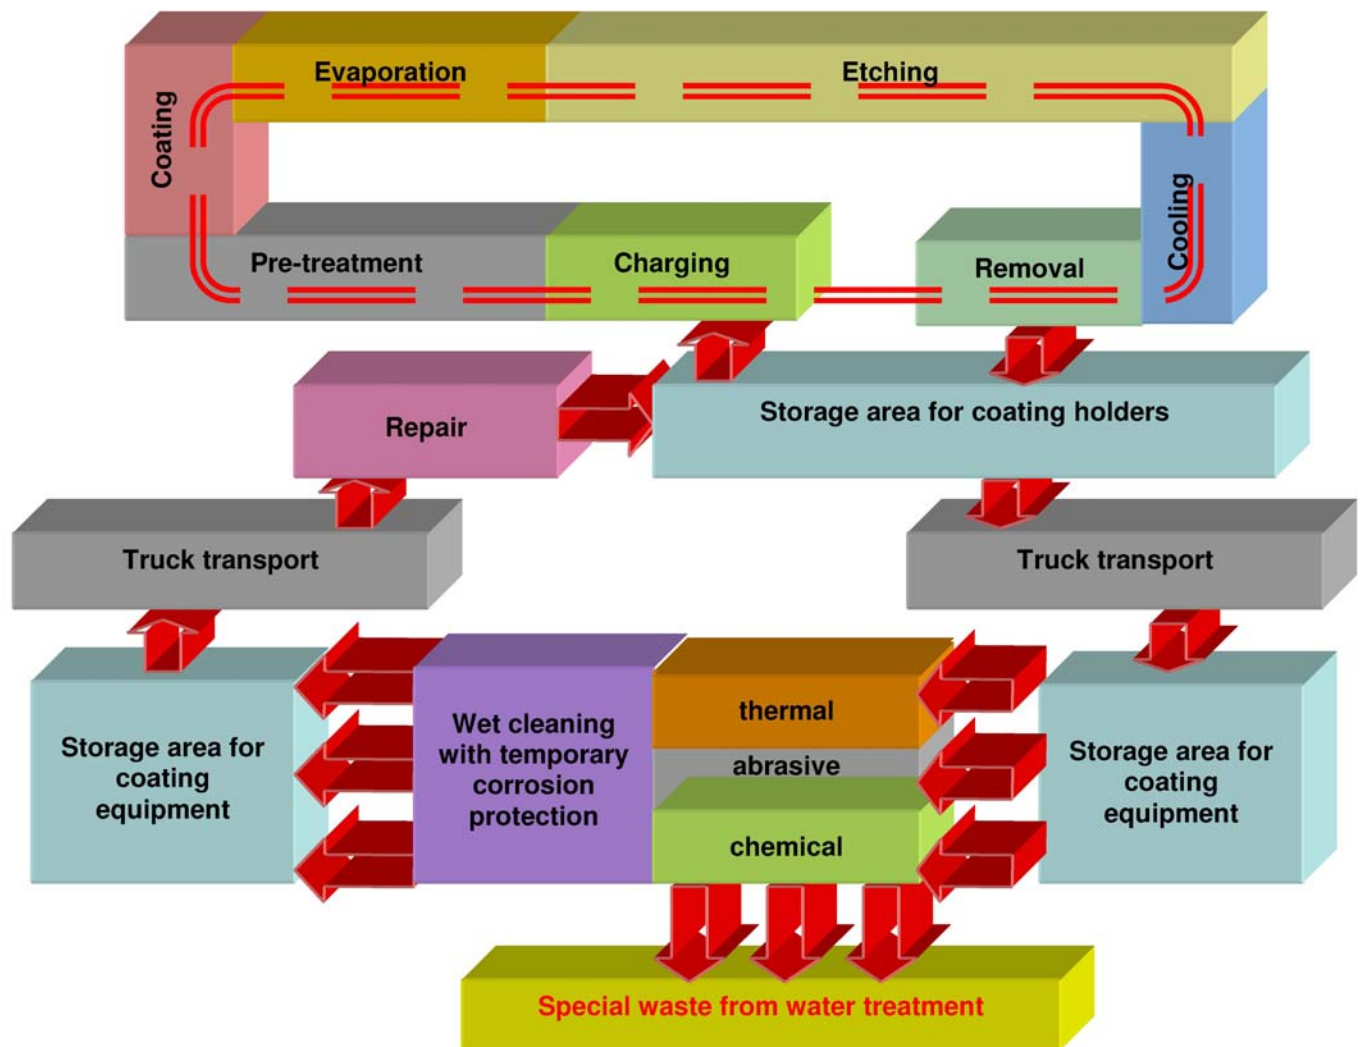 Evaporation
Etching
Coating
Cooling
Pre-treatment
Charging
Removal
Repair
Storage area for coating holders
Truck transport
Truck transport
Storage area for
coating
equipment
Wet cleaning
with temporary
corrosion
protection
thermal
abrasive
chemical
Storage area for
coating
equipment
Special waste from water treatment